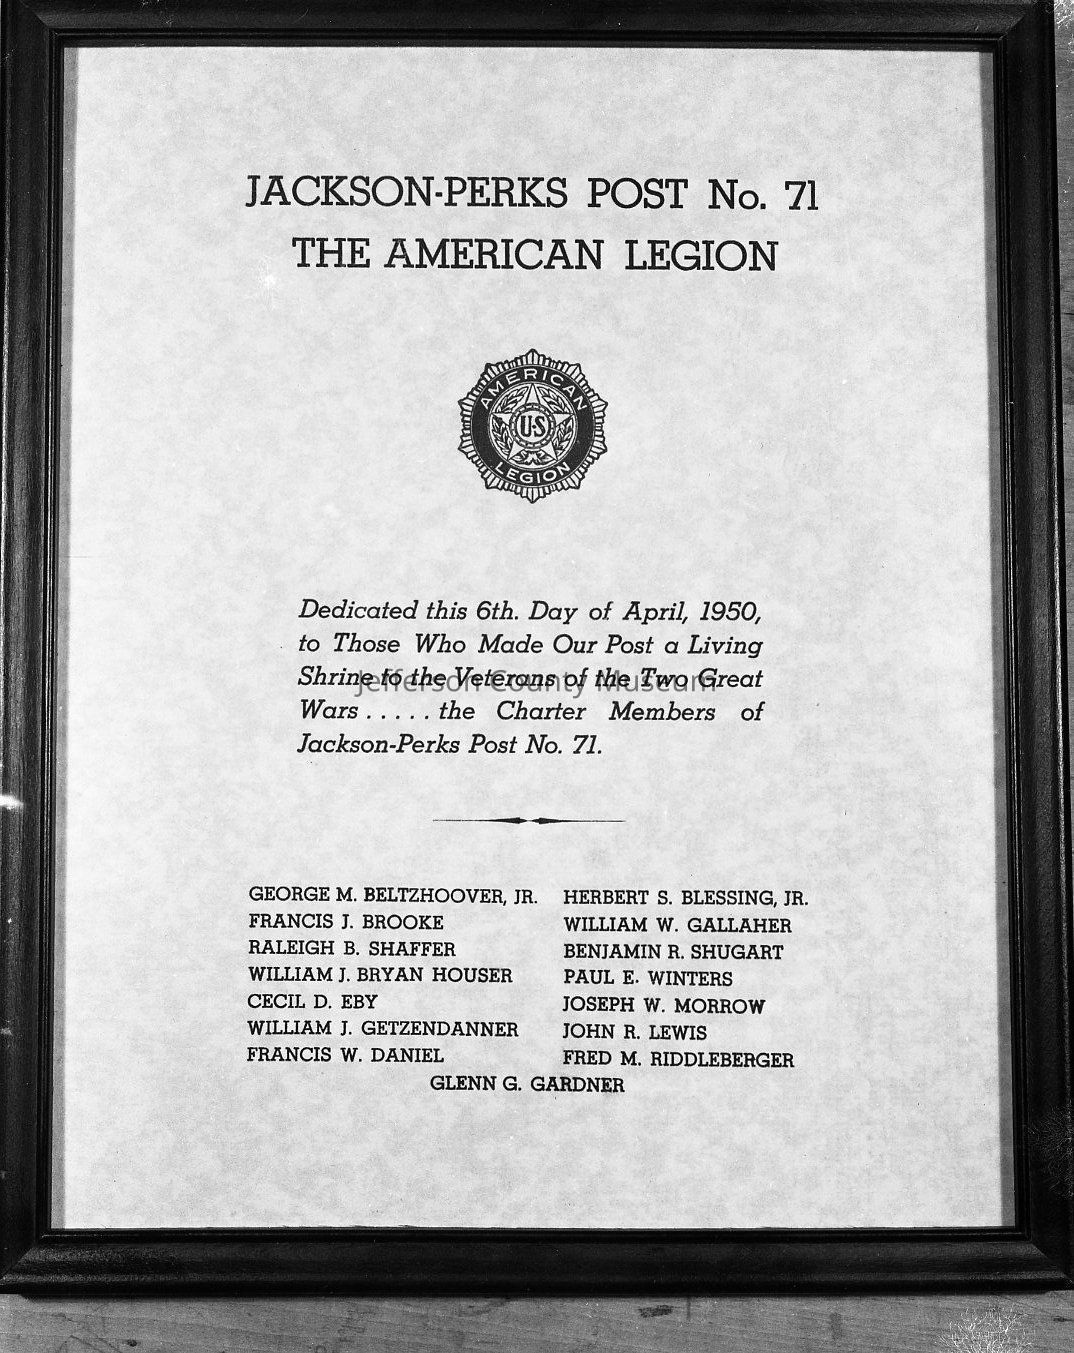 JACKSON-PERKS POST No. 71
THE AMERICAN LEGION
AMERICAN
U·S
LEGION
Dedicated this 6th. Day of April, 1950,
to Those Who Made Our Post a Living
Shrine to the Veterans of the Two Great
Jefferson County Museum
Wars ..... the Charter Members of
Jackson-Perks Post No. 71.
GEORGE M. BELTZHOOVER, JR.
FRANCIS J. BROOKE
RALEIGH B. SHAFFER
WILLIAM J. BRYAN HOUSER
CECIL D. EBY
WILLIAM J. GETZENDANNER
FRANCIS W. DANIEL
HERBERT S. BLESSING, JR.
WILLIAM W. GALLAHER
BENJAMIN R. SHUGART
PAUL E. WINTERS
JOSEPH W. MORROW
JOHN R. LEWIS
FRED M. RIDDLEBERGER
GLENN G. GARDNER